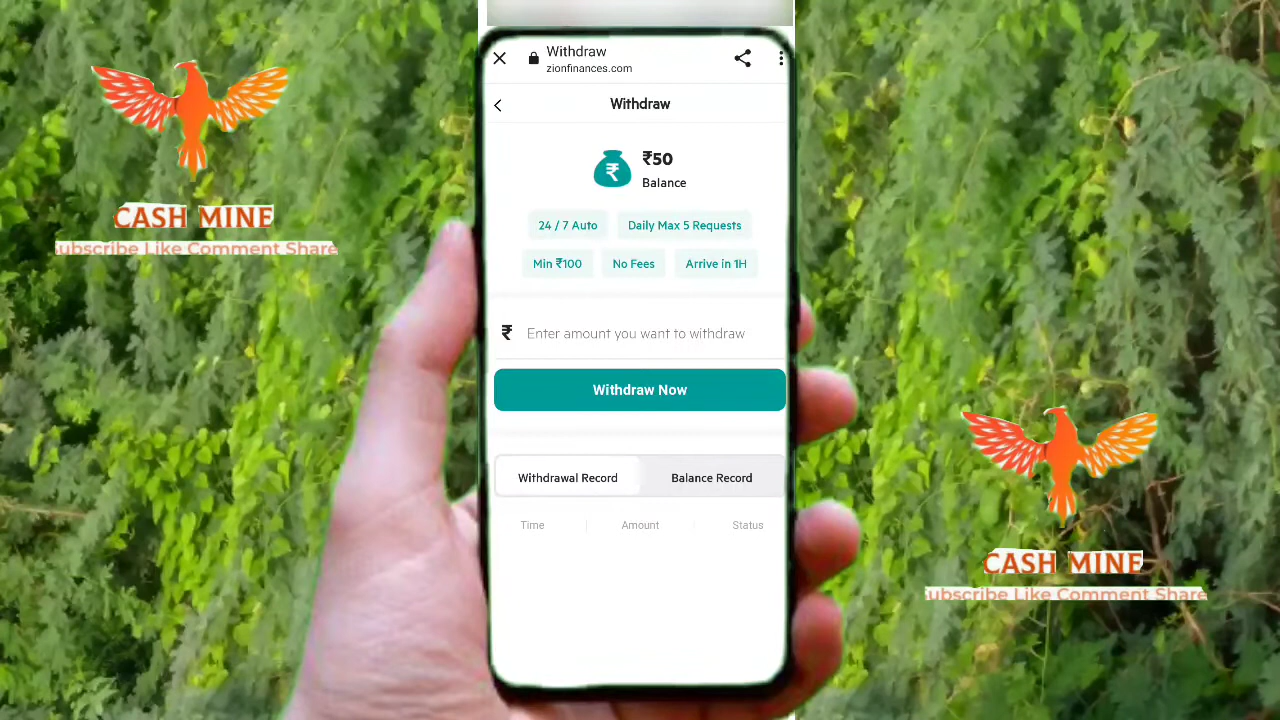 Withdraw
zionfinances.com
Withdraw
₹50
Balance
24 / 7 Auto
Daily Max 5 Requests
Min ₹100
No Fees
Arrive in 1H
₹ Enter amount you want to withdraw
Withdraw Now
Withdrawal Record
Balance Record
Time
Amount
Status
CASH MINE
ubscribe Like Comment Share
CASH MINE
ubscribe Like Comment Share